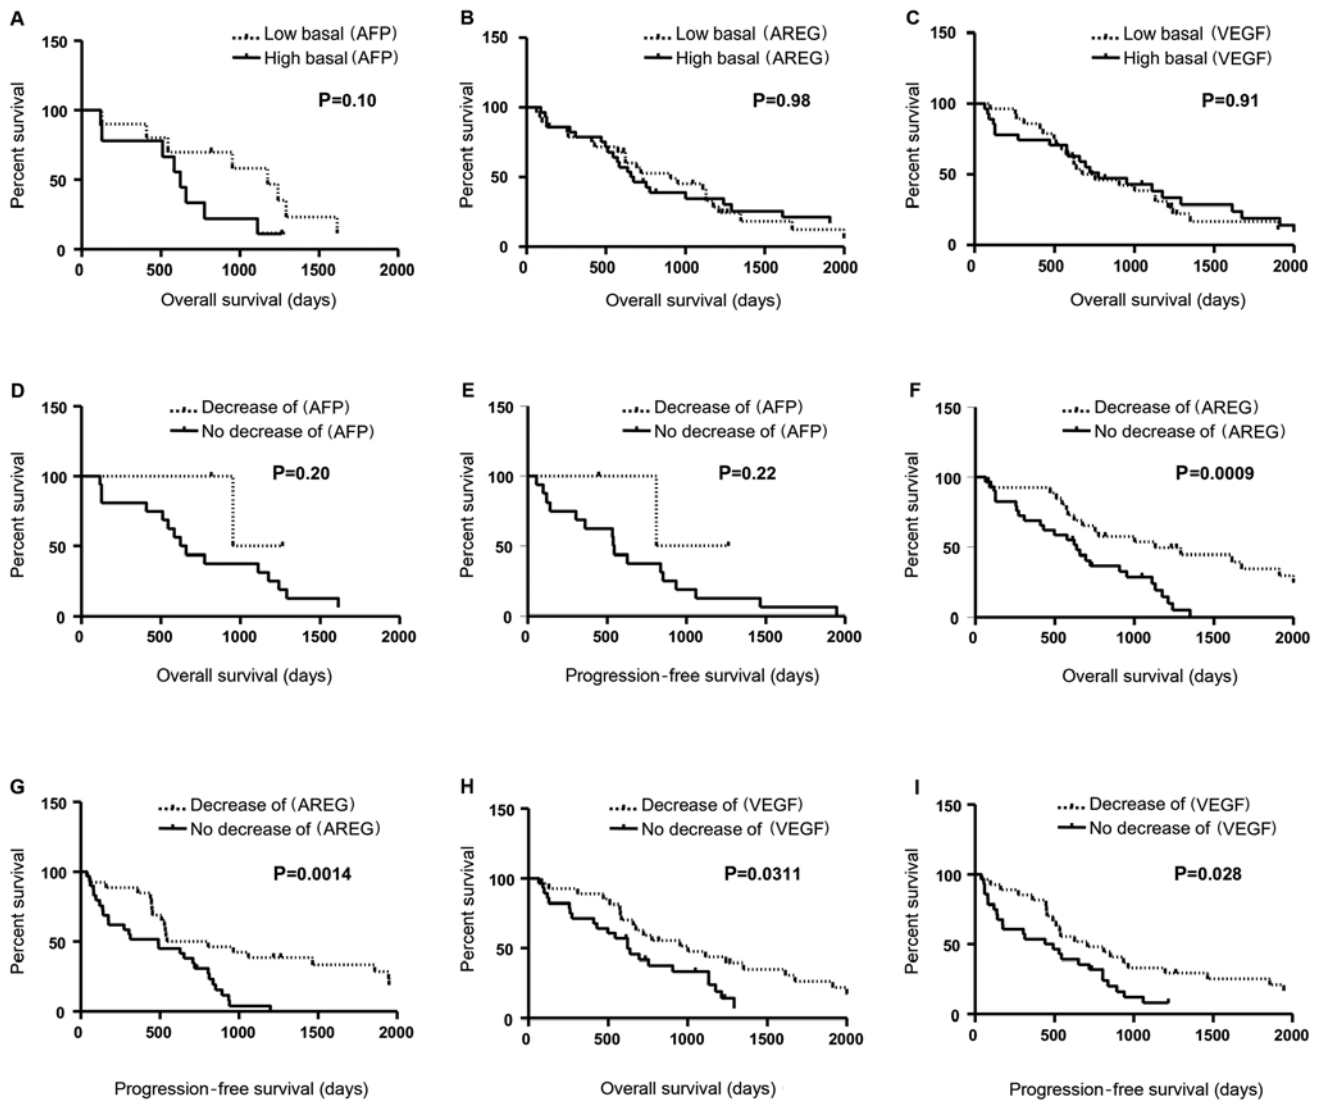 A
Low basal (AFP)
High basal (AFP)
P=0.10
Percent survival
150
100
50
0
0 500 1000 1500 2000
Overall survival (days)
B
Low basal (AREG)
High basal (AREG)
P=0.98
Percent survival
150
100
50
0
0 500 1000 1500 2000
Overall survival (days)
C
Low basal (VEGF)
High basal (VEGF)
P=0.91
Percent survival
150
100
50
0
0 500 1000 1500 2000
Overall survival (days)
D
Decrease of (AFP)
No decrease of (AFP)
P=0.20
Percent survival
150
100
50
0
0 500 1000 1500 2000
Overall survival (days)
E
Decrease of (AFP)
No decrease of (AFP)
P=0.22
Percent survival
150
100
50
0
0 500 1000 1500 2000
Progression-free survival (days)
F
Decrease of (AREG)
No decrease of (AREG)
P=0.0009
Percent survival
150
100
50
0
0 500 1000 1500 2000
Overall survival (days)
G
Decrease of (AREG)
No decrease of (AREG)
P=0.0014
Percent survival
150
100
50
0
0 500 1000 1500 2000
Progression-free survival (days)
H
Decrease of (VEGF)
No decrease of (VEGF)
P=0.0311
Percent survival
150
100
50
0
0 500 1000 1500 2000
Overall survival (days)
I
Decrease of (VEGF)
No decrease of (VEGF)
P=0.028
Percent survival
150
100
50
0
0 500 1000 1500 2000
Progression-free survival (days)